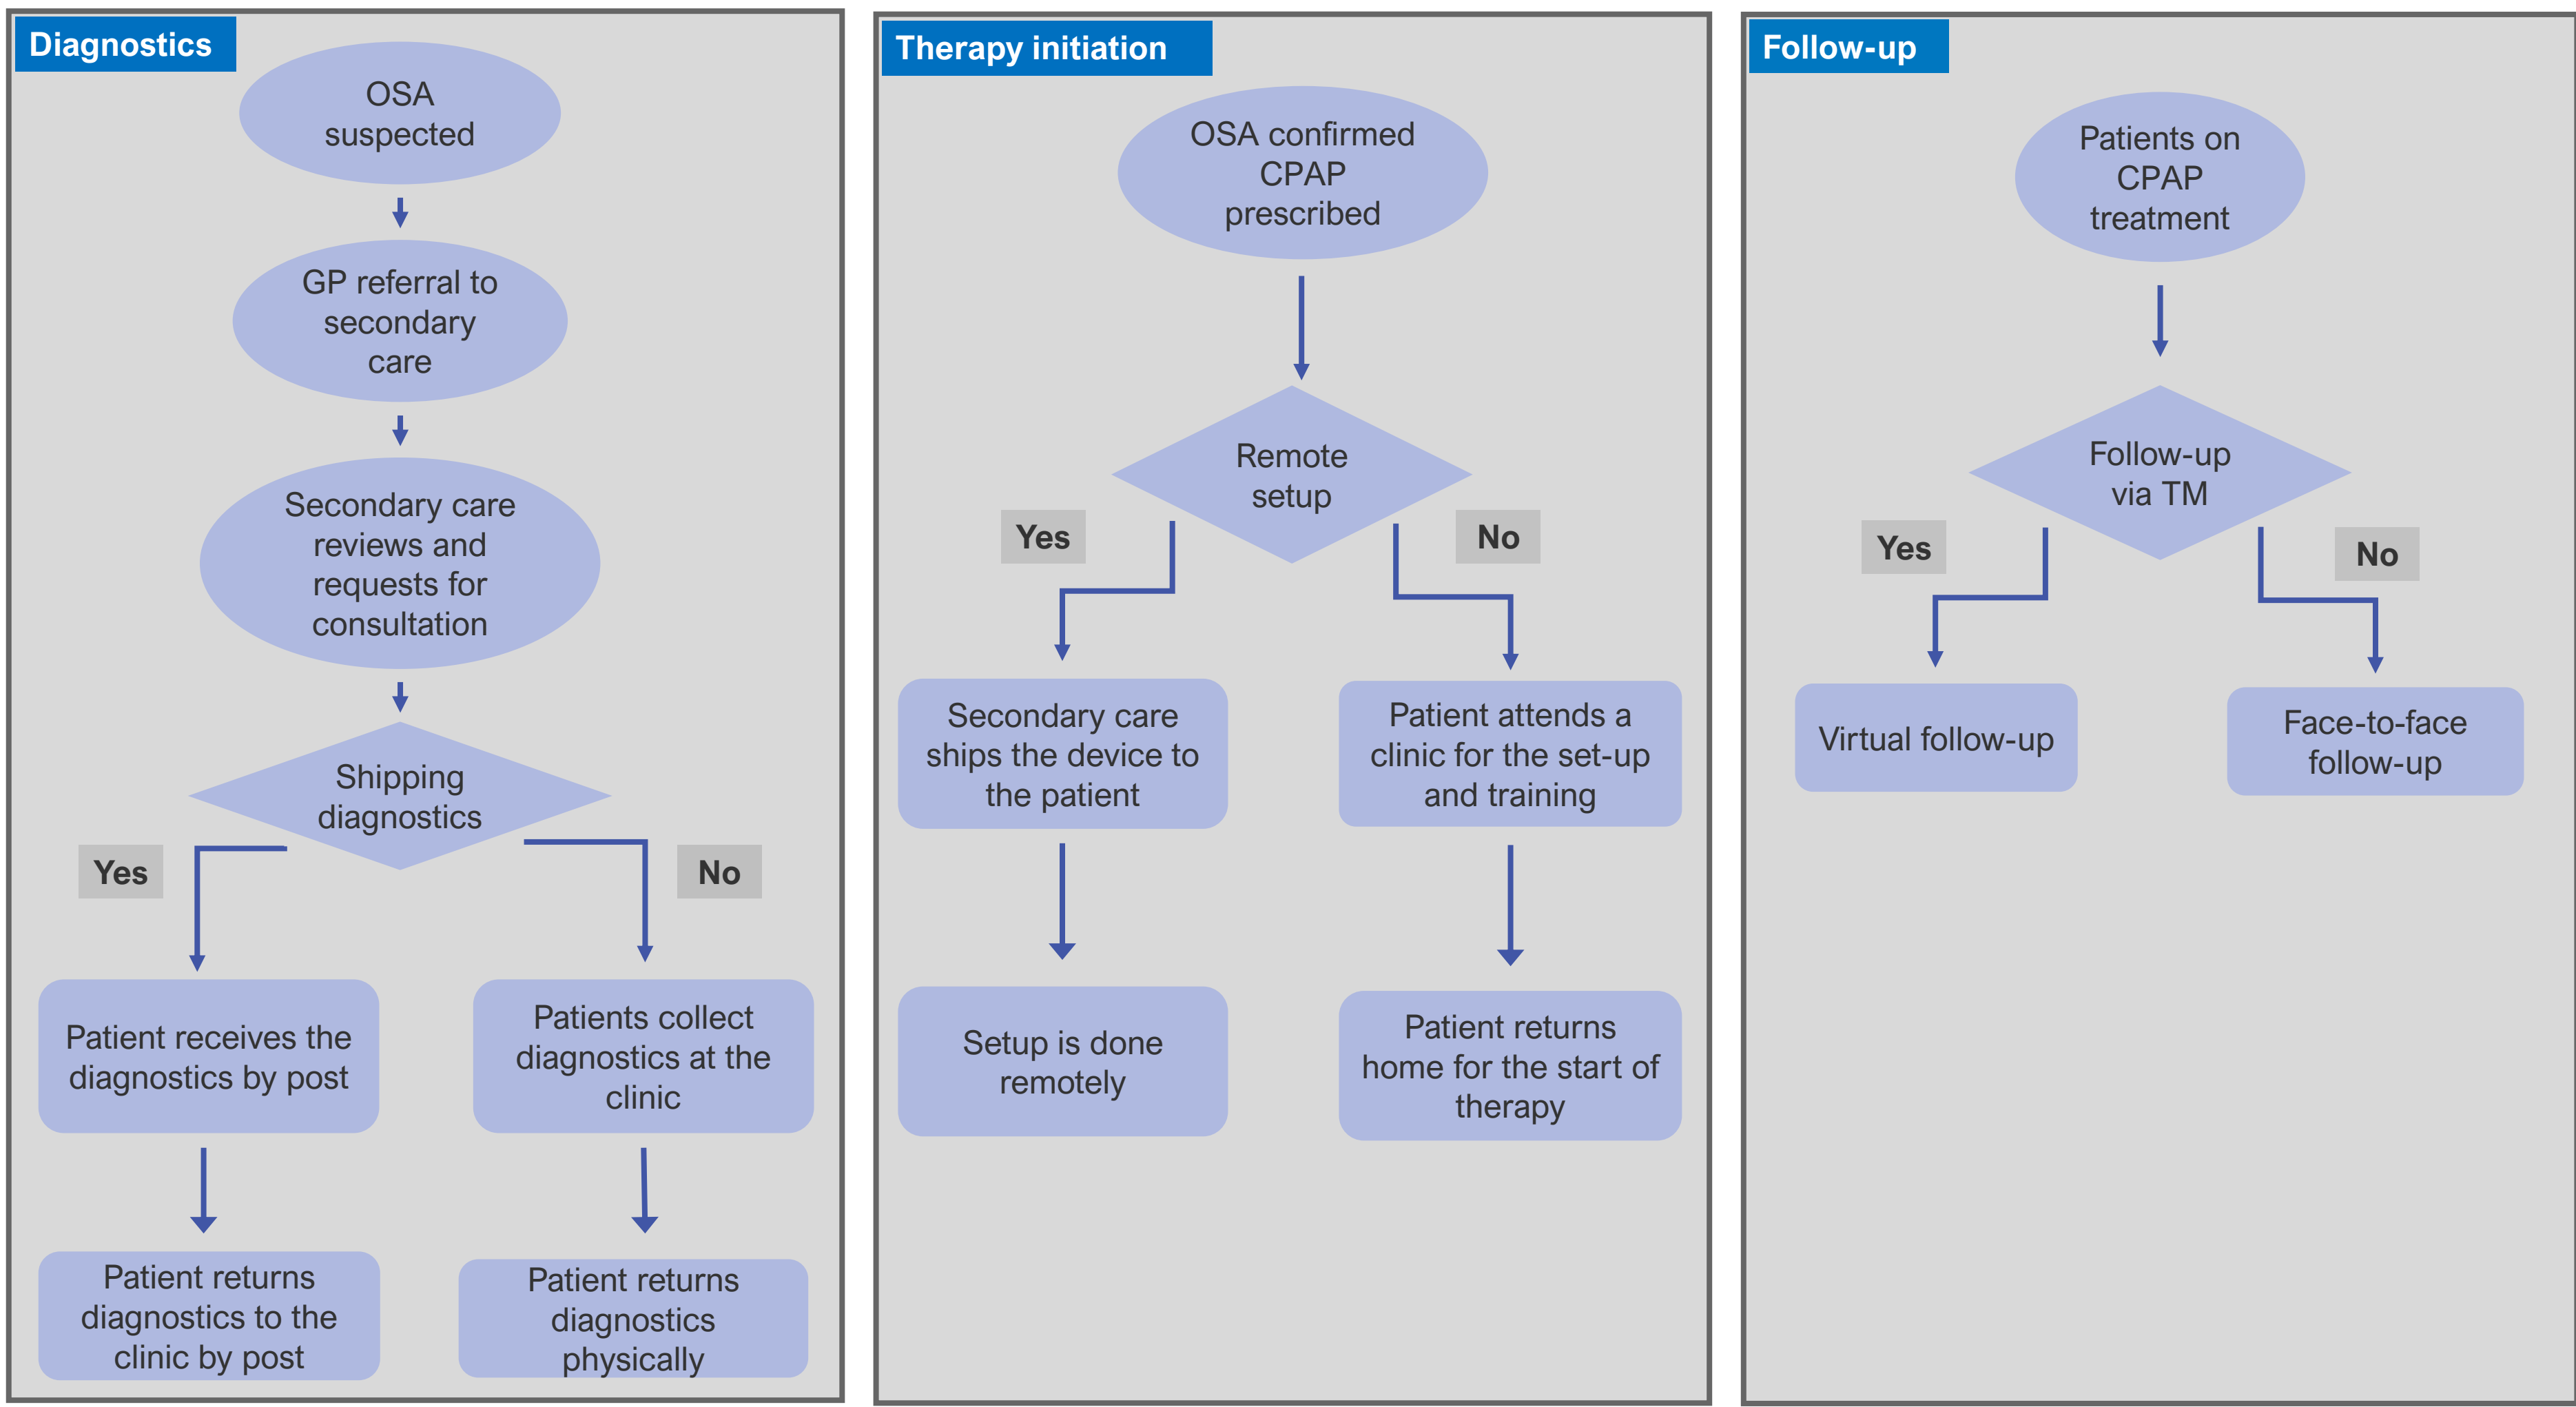 Diagnostics
OSA
suspected
GP referral to
secondary
care
Secondary care
reviews and
requests for
consultation
Shipping
diagnostics
Yes
No
Patient receives the
diagnostics by post
Patients collect
diagnostics at the
clinic
Patient returns
diagnostics to the
clinic by post
Patient returns
diagnostics
physically
Therapy initiation
OSA confirmed
CPAP
prescribed
Remote
setup
Yes
No
Secondary care
ships the device to
the patient
Patient attends a
clinic for the set-up
and training
Setup is done
remotely
Patient returns
home for the start of
therapy
Follow-up
Patients on
CPAP
treatment
Follow-up
via TM
Yes
No
Virtual follow-up
Face-to-face
follow-up